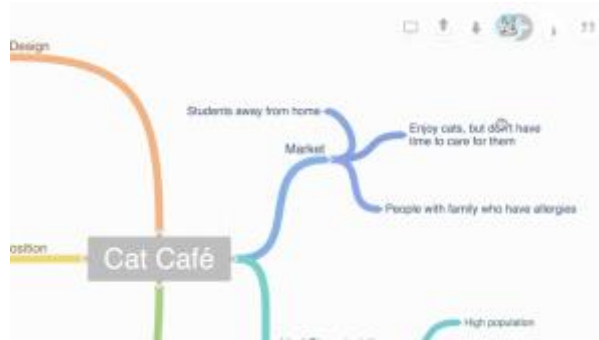 Design
Students away from home
Enjoy cats, but don't have
time to care for them
Market
People with family who have allergies
osition
Cat Café
High population